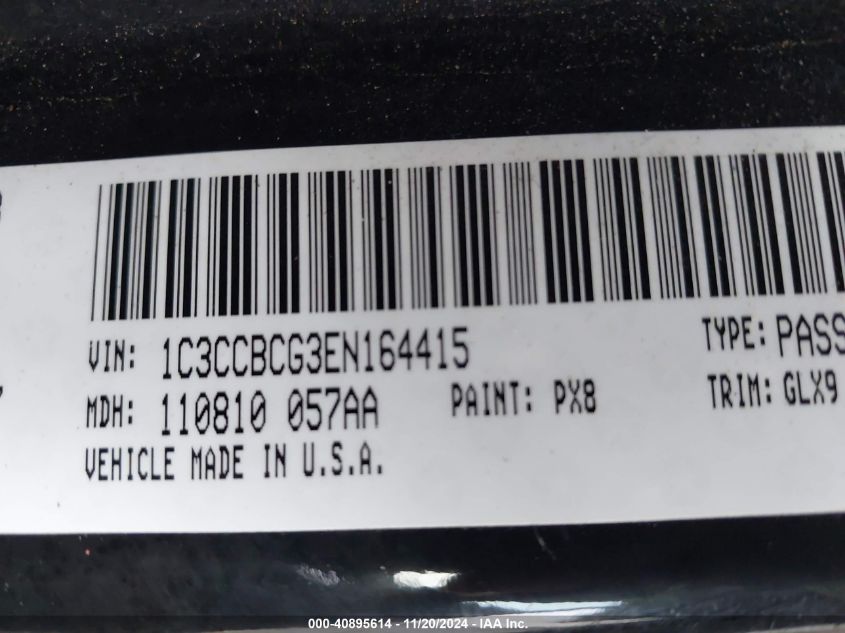 VIN: 1C3CCBCG3EN164415 TYPE: PASS
MDH: 110810 057AA PAINT: PX8 TRIM: GLX9
VEHICLE MADE IN U.S.A.
000-40895614 - 11/20/2024 - IAA Inc.